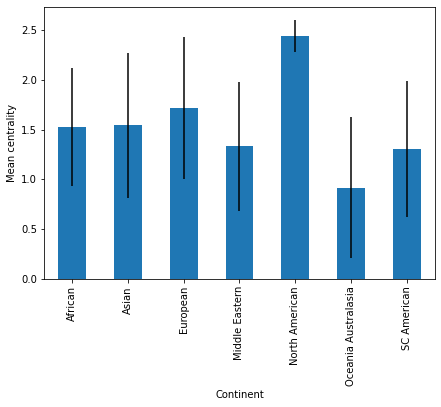 2.5
2.0
1.5
1.0
0.5
0.0
Mean centrality
African
Asian
European
Middle Eastern
North American
Oceania Australasia
SC American
Continent